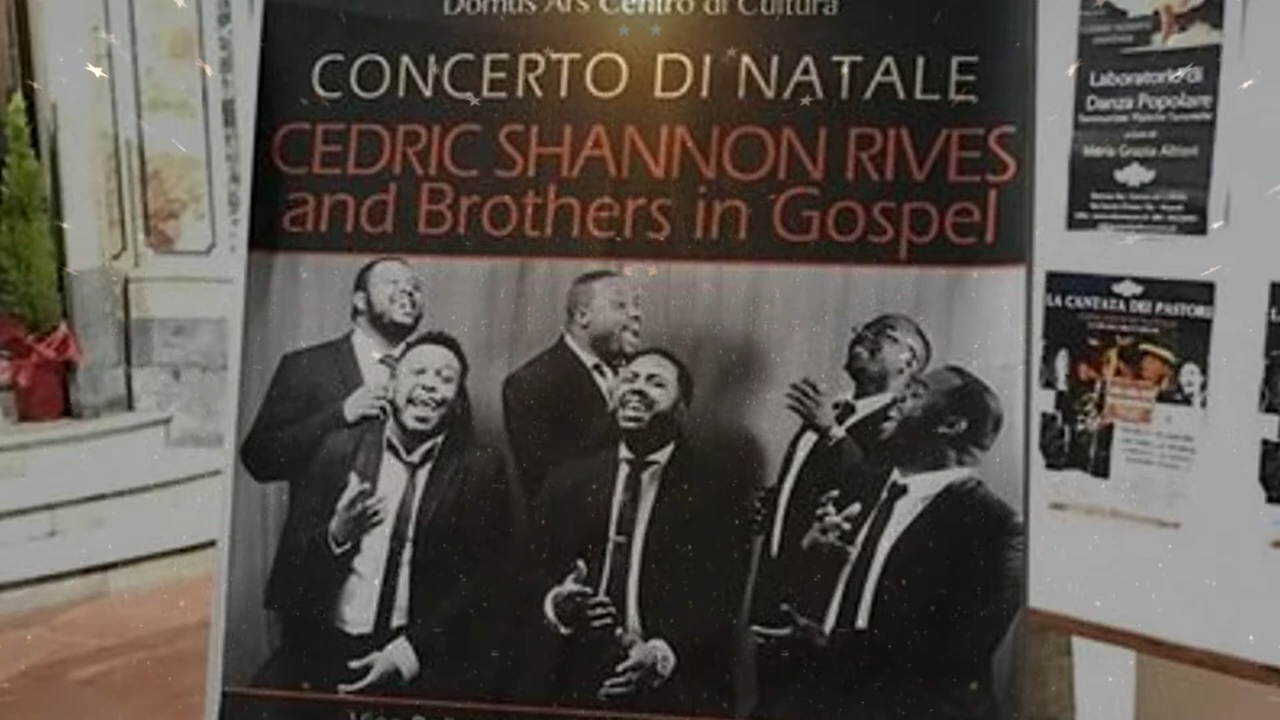 Domus Ars Centro di Cultura
CONCERTO DI NATALE
CEDRIC SHANNON RIVES
and Brothers in Gospel
Laboratorio di
Danza Popolare
Maria Grazia Altieri
LA CANTATA DEI PASTORI